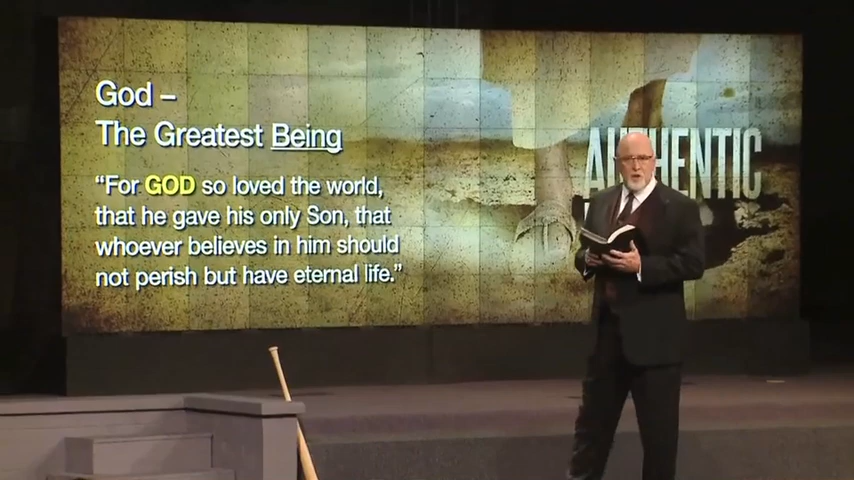 God –
The Greatest Being
“For GOD so loved the world,
that he gave his only Son, that
whoever believes in him should
not perish but have eternal life.”
AUTHENTIC